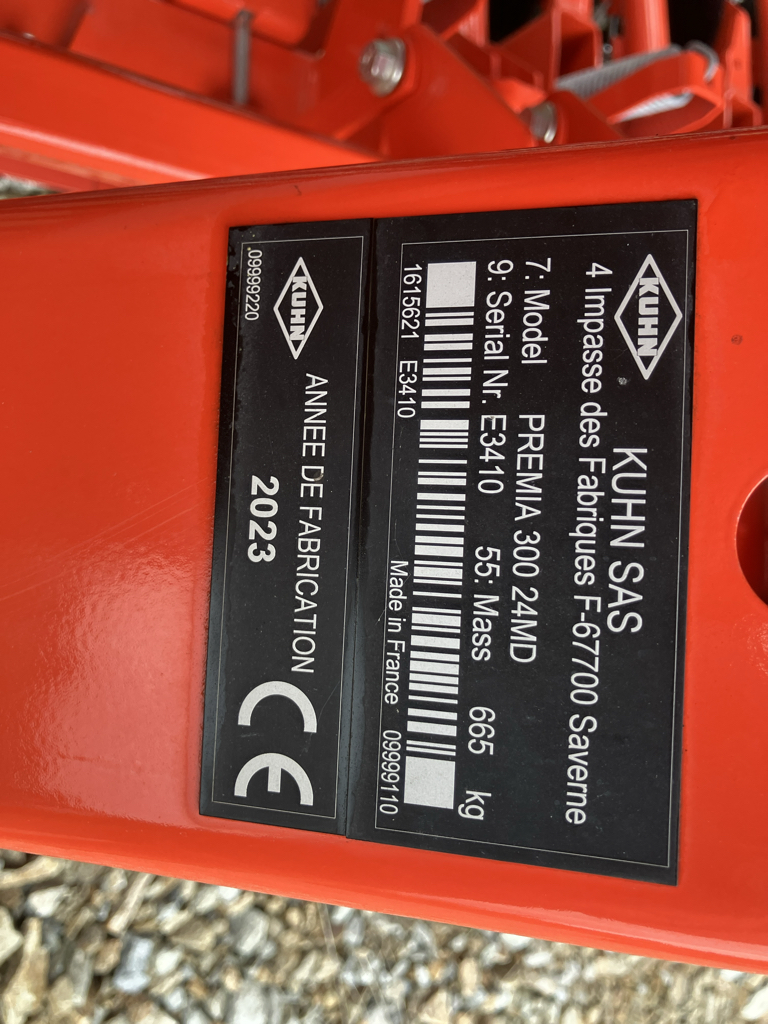 KUHN
KUHN SAS
4 Impasse des Fabriques F-67700 Saverne
7: Model PREMIA 300 24MD
9: Serial Nr. E3410 55: Mass 665 kg
1615621 E3410 Made in France 09999110
KUHN
ANNEE DE FABRICATION
2023
CE
09999220